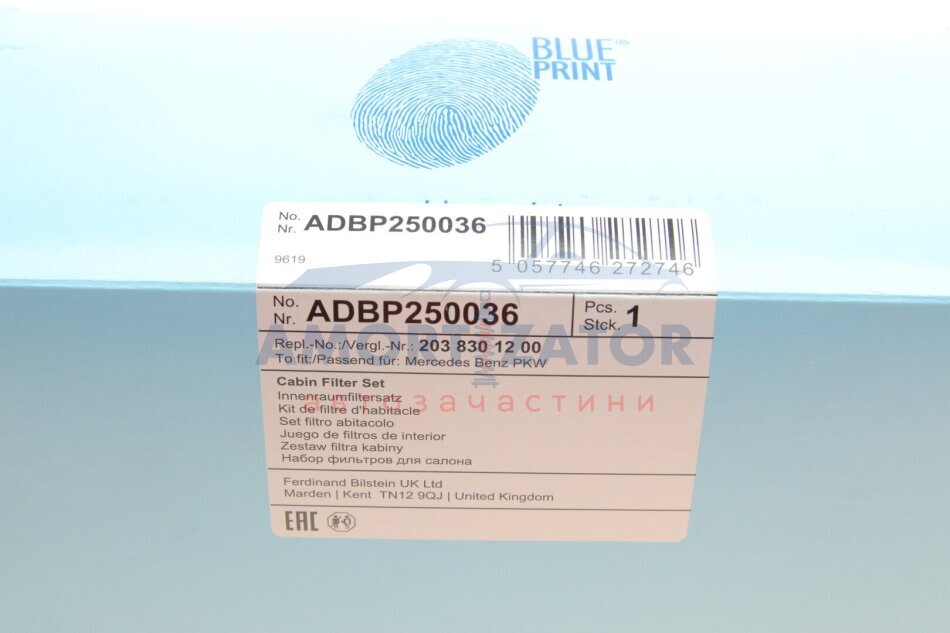 BLUE
PRINT
No.
Nr. ADBP250036
9619
5 057746 272746
No.
Nr. ADBP250036
Pcs.
Stck. 1
AMORTIZATOR
Repl.-No.:/Vergl.-Nr.: 203 830 12 00
To fit:/Passend für: Mercedes Benz PKW
Cabin Filter Set
Innenraumfiltersatz
автозапчастини
Kit de filtre d'habitacle
Set filtro abitacolo
Juego de filtros de interior
Zestaw filtra kabiny
Набор фильтров для салона
Ferdinand Bilstein UK Ltd
Marden | Kent TN12 9QJ | United Kingdom
EAC